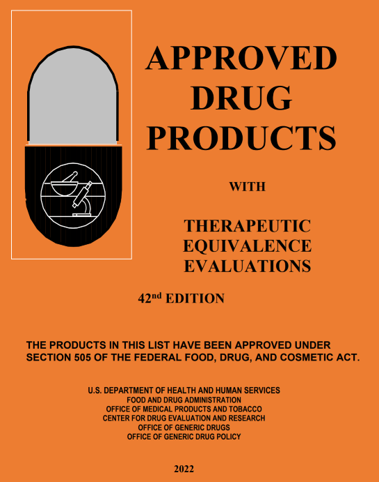 APPROVED
DRUG
PRODUCTS
WITH
THERAPEUTIC
EQUIVALENCE
EVALUATIONS
42nd EDITION
THE PRODUCTS IN THIS LIST HAVE BEEN APPROVED UNDER
SECTION 505 OF THE FEDERAL FOOD, DRUG, AND COSMETIC ACT.
U.S. DEPARTMENT OF HEALTH AND HUMAN SERVICES
FOOD AND DRUG ADMINISTRATION
OFFICE OF MEDICAL PRODUCTS AND TOBACCO
CENTER FOR DRUG EVALUATION AND RESEARCH
OFFICE OF GENERIC DRUGS
OFFICE OF GENERIC DRUG POLICY
2022